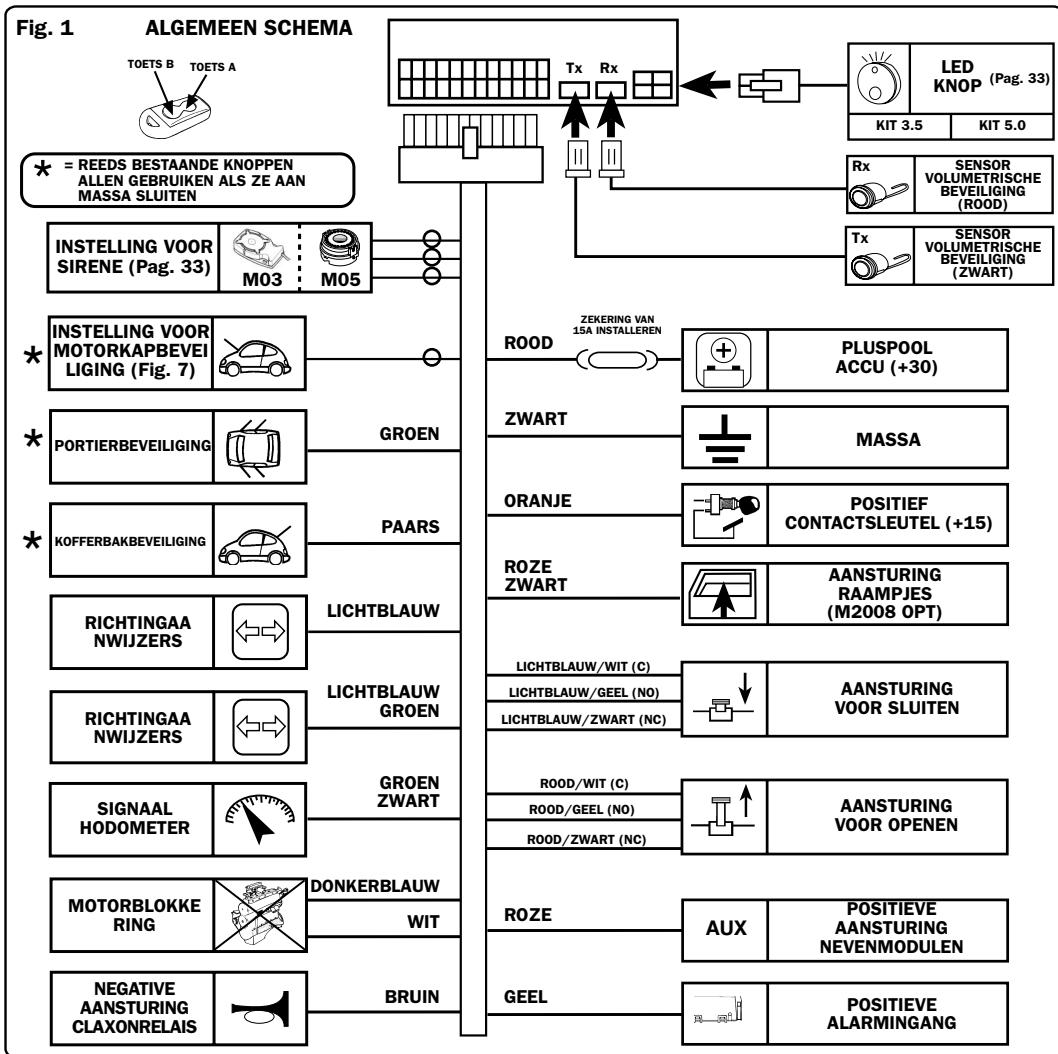 Fig. 1 ALGEMEEN SCHEMA
TOETS B TOETS A
* = REEDS BESTAANDE KNOPPEN
ALLEN GEBRUIKEN ALS ZE AAN
MASSA SLUITEN
Tx Rx
LED
KNOP (Pag. 33)
KIT 3.5 KIT 5.0
Rx
SENSOR
VOLUMETRISCHE
BEVEILIGING
(ROOD)
Tx
SENSOR
VOLUMETRISCHE
BEVEILIGING
(ZWART)
INSTELLING VOOR
SIRENE (Pag. 33)
M03 M05
* INSTELLING VOOR
MOTORKAPBEVEI
LIGING (Fig. 7)
* PORTIERBEVEILIGING
GROEN
* KOFFERBAKBEVEILIGING
PAARS
RICHTINGAA
NWIJZERS
LICHTBLAUW
RICHTINGAA
NWIJZERS
LICHTBLAUW
GROEN
SIGNAAL
HODOMETER
GROEN
ZWART
MOTORBLOKKE
RING
DONKERBLAUW
WIT
NEGATIVE
AANSTURING
CLAXONRELAIS
BRUIN
ROOD
ZEKERING VAN
15A INSTALLEREN
PLUSPOOL
ACCU (+30)
ZWART
MASSA
ORANJE
POSITIEF
CONTACTSLEUTEL (+15)
ROZE
ZWART
AANSTURING
RAAMPJES
(M2008 OPT)
LICHTBLAUW/WIT (C)
LICHTBLAUW/GEEL (NO)
LICHTBLAUW/ZWART (NC)
AANSTURING
VOOR SLUITEN
ROOD/WIT (C)
ROOD/GEEL (NO)
ROOD/ZWART (NC)
AANSTURING
VOOR OPENEN
ROZE
AUX
POSITIEVE
AANSTURING
NEVENMODULEN
GEEL
POSITIEVE
ALARMINGANG